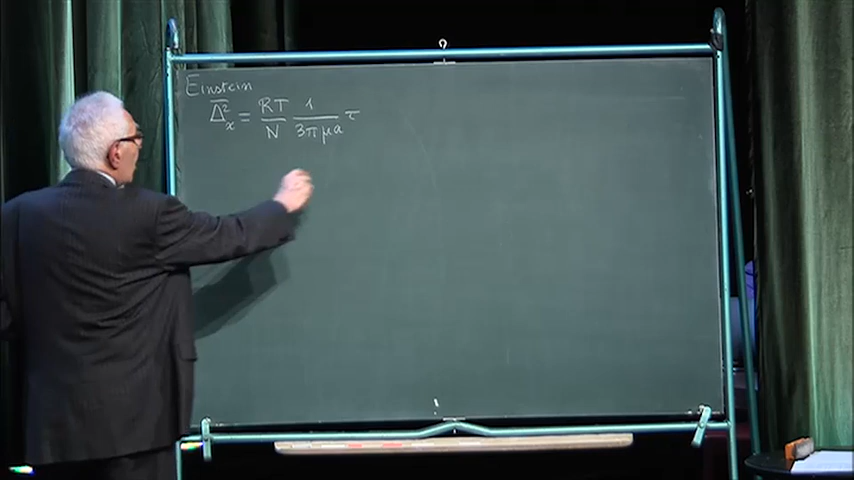 Einstein
Δ̅²ₓ = RT/N 1/3πμa τ